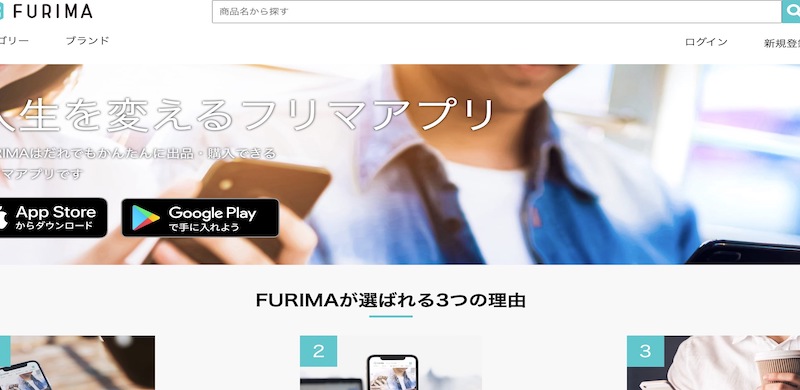 FURIMA
商品名から探す
ゴリー ブランド
ログイン 新規登録
人生を変えるフリマアプリ
RIMAはだれでもかんたんに出品・購入できる
マアプリです
App Store
からダウンロード
Google Play
で手に入れよう
FURIMAが選ばれる3つの理由
2
3